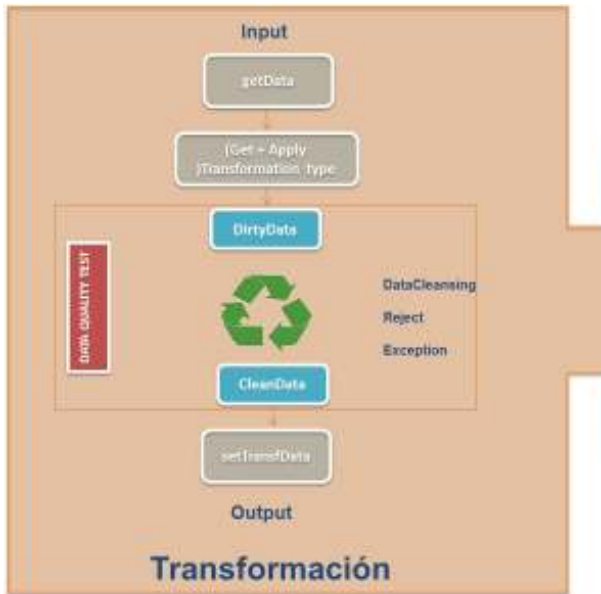 Input
getData
(Get + Apply
)Transformation type
DirtyData
DATA QUALITY TEST
DataCleansing
Reject
Exception
CleanData
setTransfData
Output
Transformación